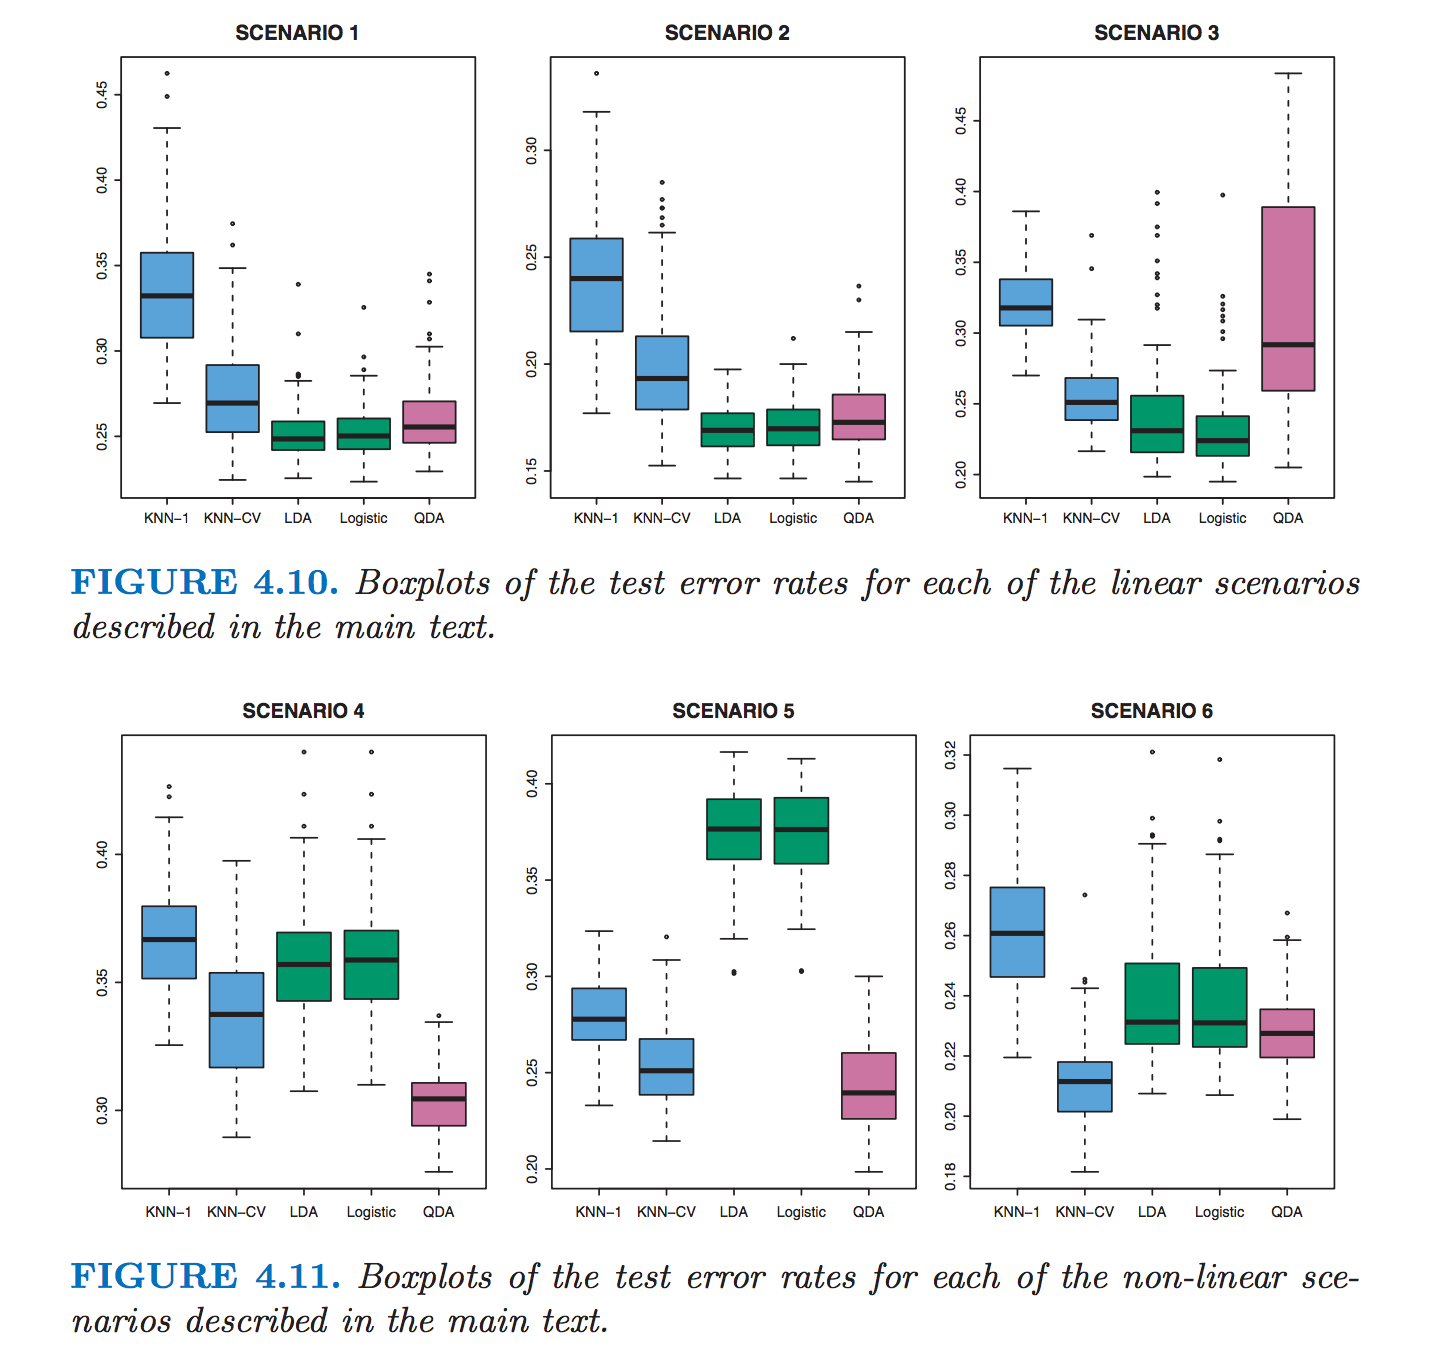 SCENARIO 1
0.45
0.40
0.35
0.30
0.25
KNN–1 KNN–CV LDA Logistic QDA
SCENARIO 2
0.30
0.25
0.20
0.15
KNN–1 KNN–CV LDA Logistic QDA
SCENARIO 3
0.45
0.40
0.35
0.30
0.25
0.20
KNN–1 KNN–CV LDA Logistic QDA
FIGURE 4.10. Boxplots of the test error rates for each of the linear scenarios
described in the main text.
SCENARIO 4
0.40
0.35
0.30
KNN–1 KNN–CV LDA Logistic QDA
SCENARIO 5
0.40
0.35
0.30
0.25
0.20
KNN–1 KNN–CV LDA Logistic QDA
SCENARIO 6
0.32
0.30
0.28
0.26
0.24
0.22
0.20
0.18
KNN–1 KNN–CV LDA Logistic QDA
FIGURE 4.11. Boxplots of the test error rates for each of the non-linear sce-
narios described in the main text.